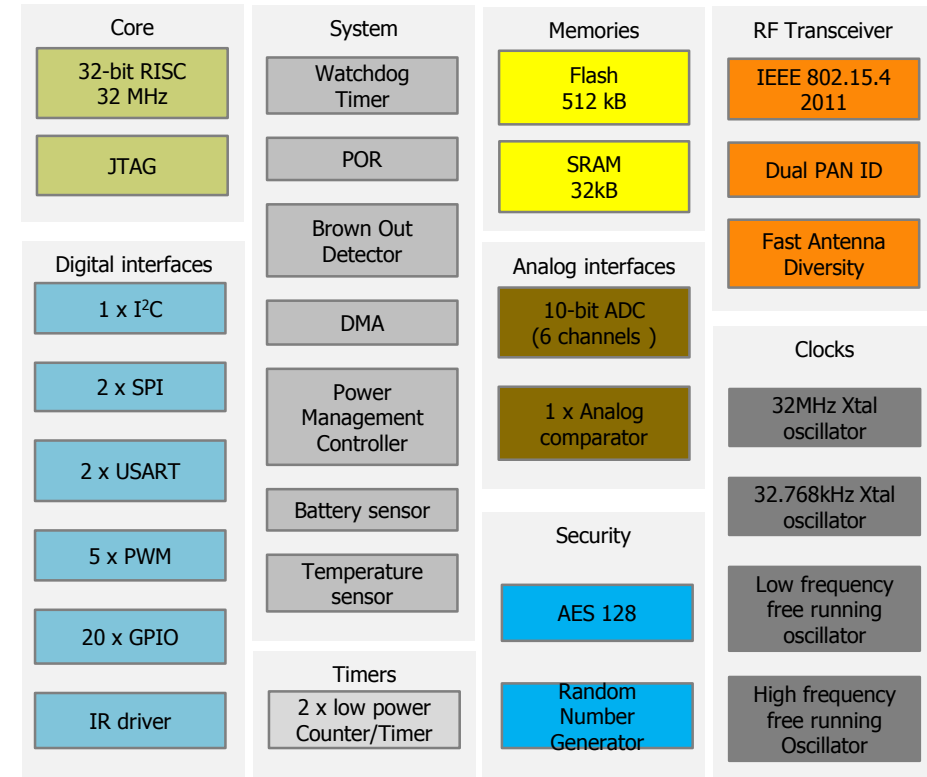 Core
32-bit RISC
32 MHz
JTAG
Digital interfaces
1 x I²C
2 x SPI
2 x USART
5 x PWM
20 x GPIO
IR driver
System
Watchdog
Timer
POR
Brown Out
Detector
DMA
Power
Management
Controller
Battery sensor
Temperature
sensor
Timers
2 x low power
Counter/Timer
Memories
Flash
512 kB
SRAM
32kB
Analog interfaces
10-bit ADC
(6 channels )
1 x Analog
comparator
Security
AES 128
Random
Number
Generator
RF Transceiver
IEEE 802.15.4
2011
Dual PAN ID
Fast Antenna
Diversity
Clocks
32MHz Xtal
oscillator
32.768kHz Xtal
oscillator
Low frequency
free running
oscillator
High frequency
free running
Oscillator